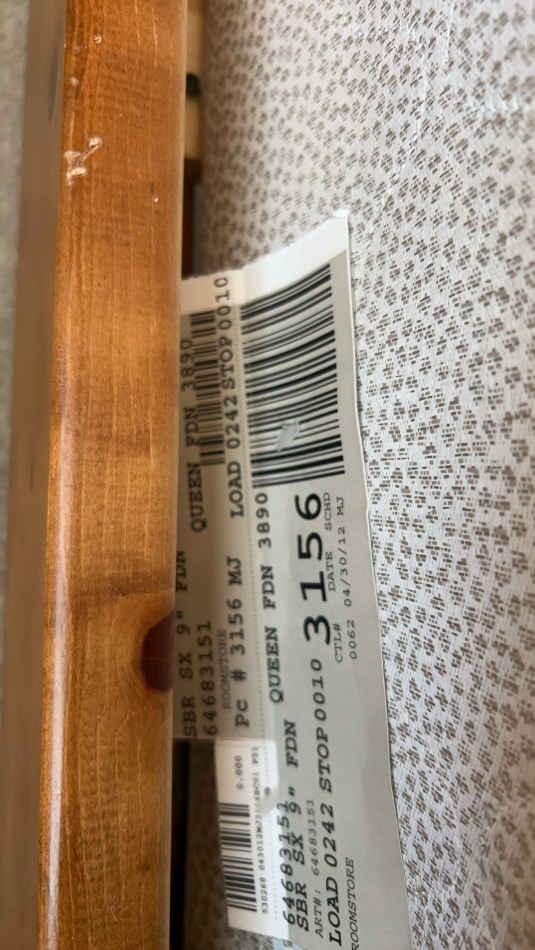 SBR SX 9" FDN QUEEN FDN 3890
64683151
ROOMSTORE LOAD 0242 STOP 0010
Pc # 3156 MJ
QUEEN FDN 3890
3156
DATE SCHD
CTL# 04/30/12 MJ
0062
0.000
64683151
SBR SX 9" FDN
ART#: 64683151
LOAD 0242 STOP 0010
ROOMSTORE